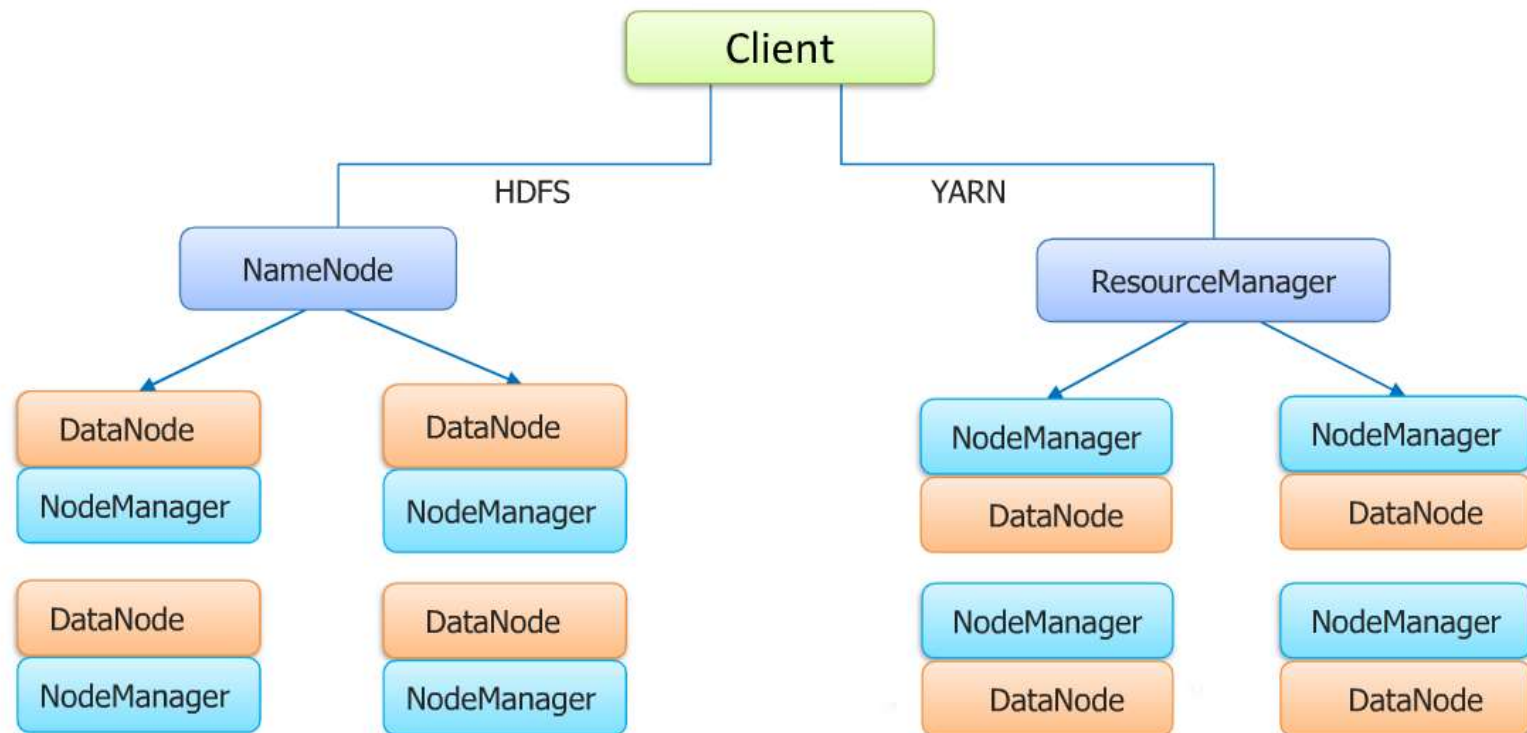 Client
HDFS
YARN
NameNode
ResourceManager
DataNode
NodeManager
DataNode
NodeManager
NodeManager
DataNode
NodeManager
DataNode
DataNode
NodeManager
DataNode
NodeManager
NodeManager
DataNode
NodeManager
DataNode